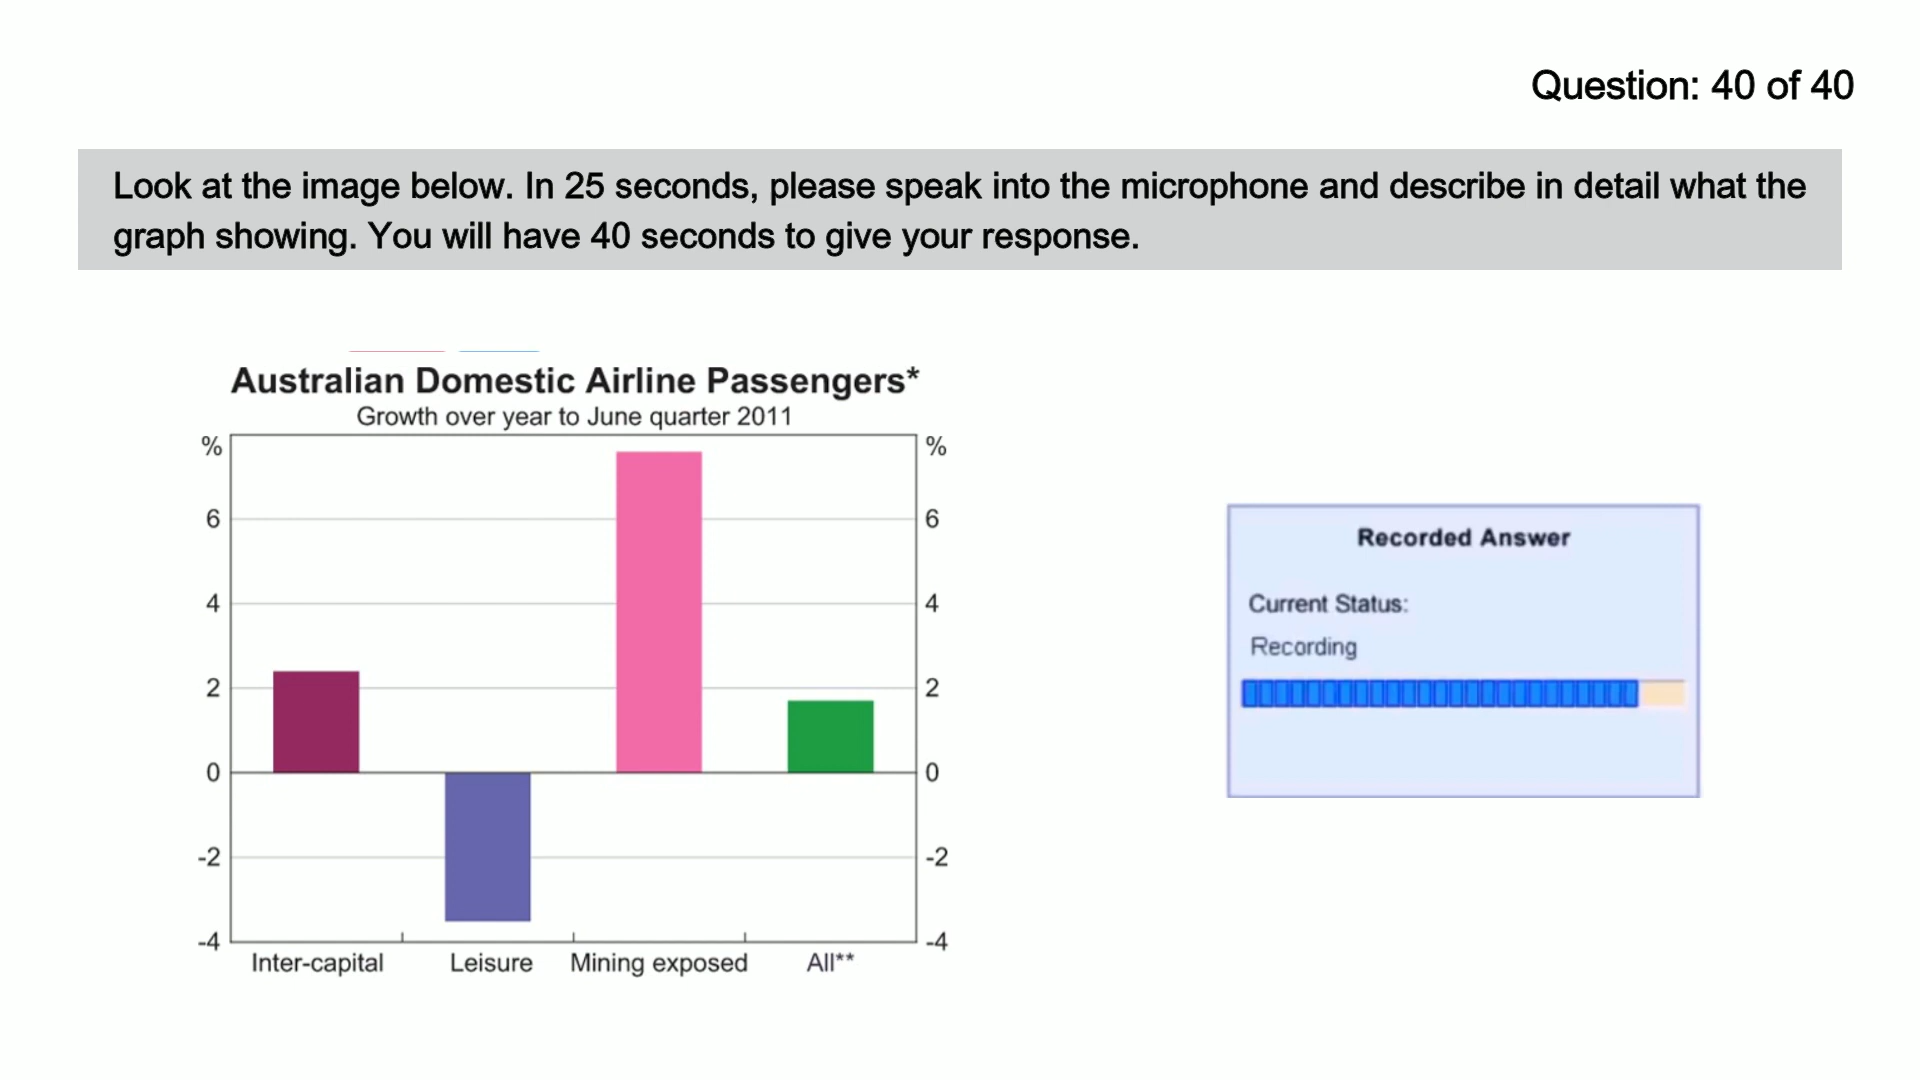 Question: 40 of 40
Look at the image below. In 25 seconds, please speak into the microphone and describe in detail what the
graph showing. You will have 40 seconds to give your response.
Australian Domestic Airline Passengers*
Growth over year to June quarter 2011
% %
6 6
4 4
2 2
0 0
-2 -2
-4 -4
Inter-capital Leisure Mining exposed All**
Recorded Answer
Current Status:
Recording